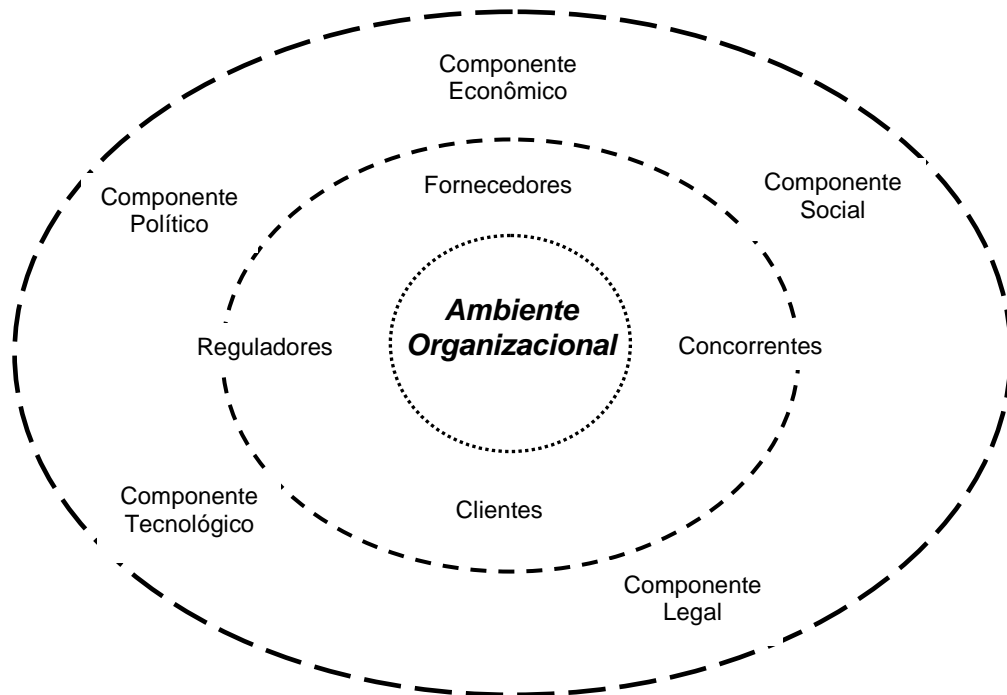 Componente
Econômico
Componente
Político
Fornecedores
Componente
Social
Ambiente
Organizacional
Reguladores
Concorrentes
Componente
Tecnológico
Clientes
Componente
Legal